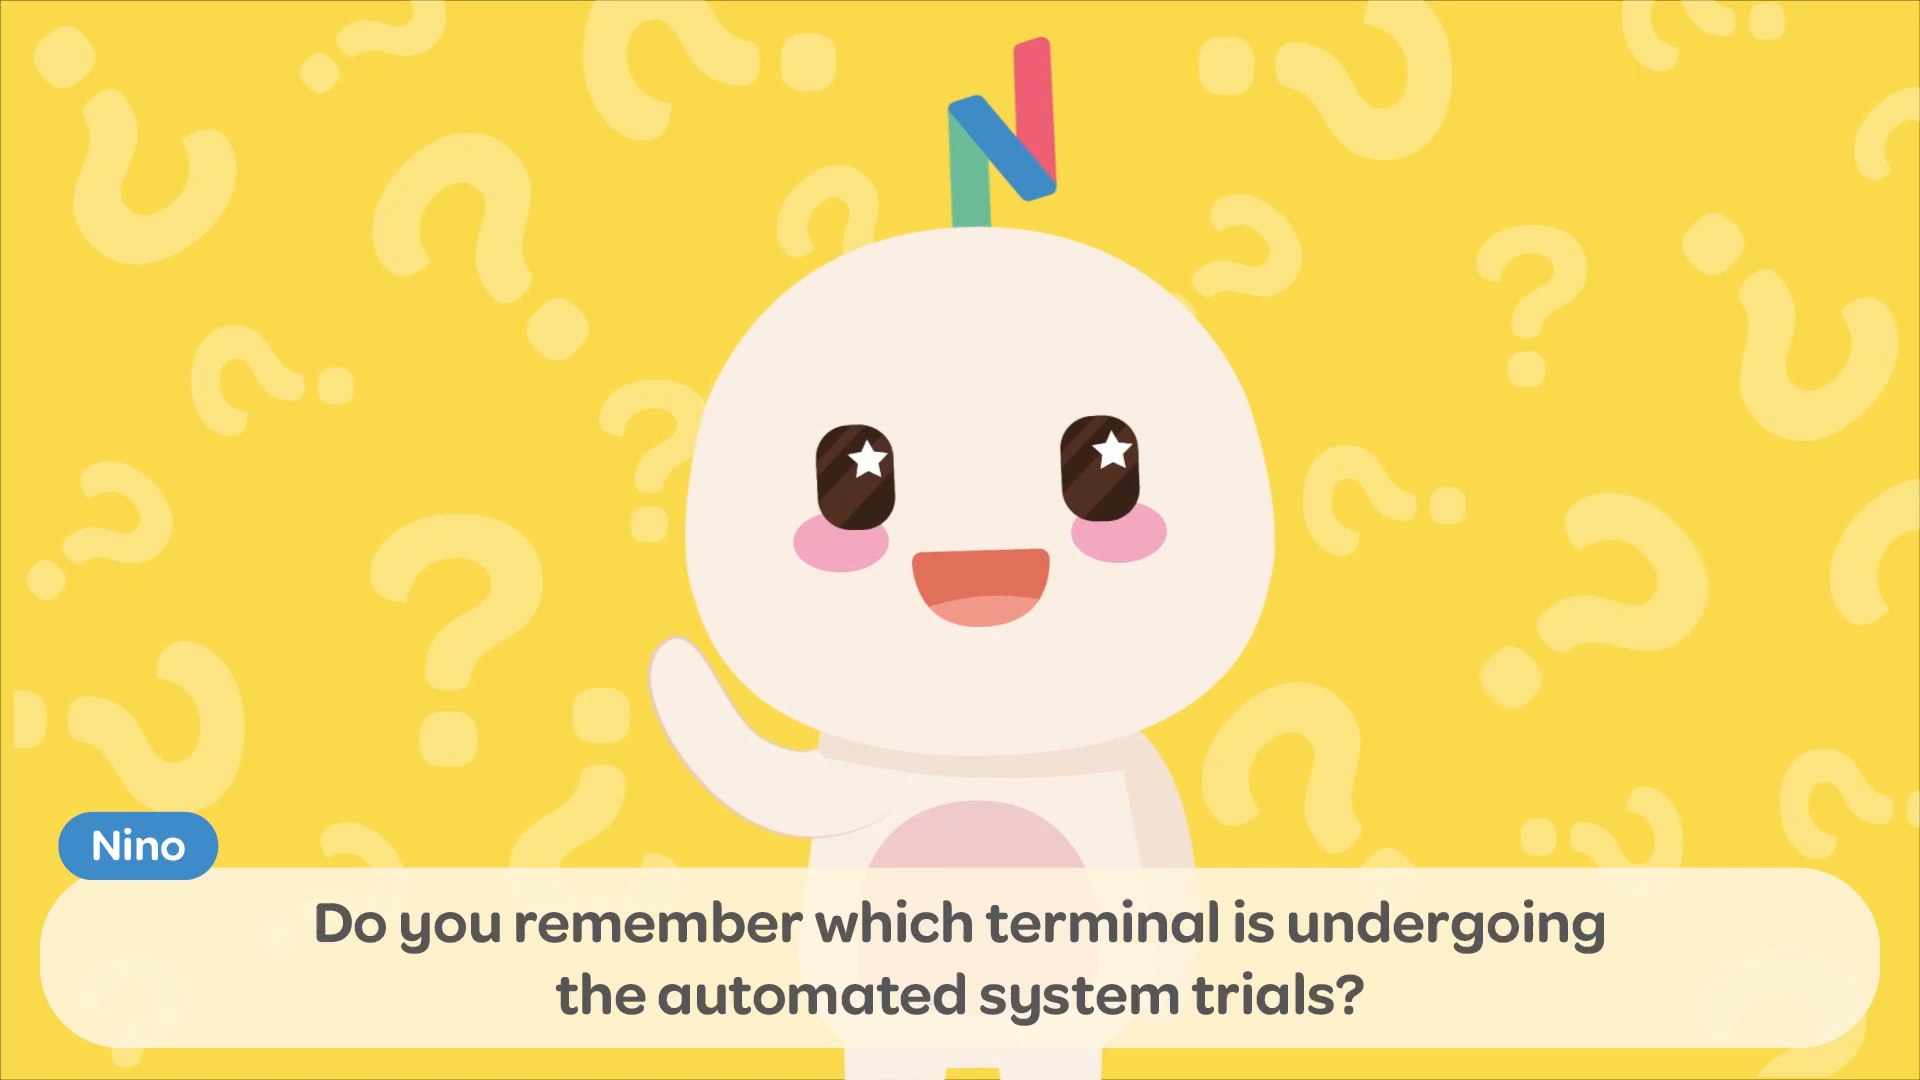 Nino
Do you remember which terminal is undergoing
the automated system trials?